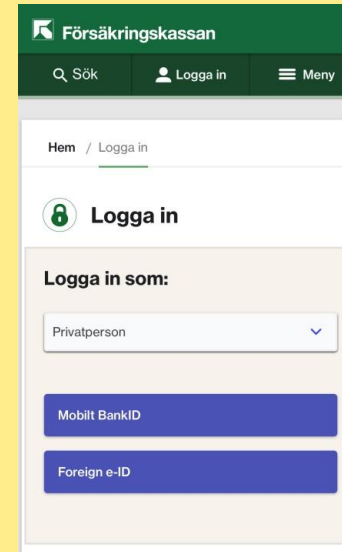 Försäkringskassan
Sök Logga in Meny
Hem / Logga in
Logga in
Logga in som:
Privatperson
Mobilt BankID
Foreign e-ID